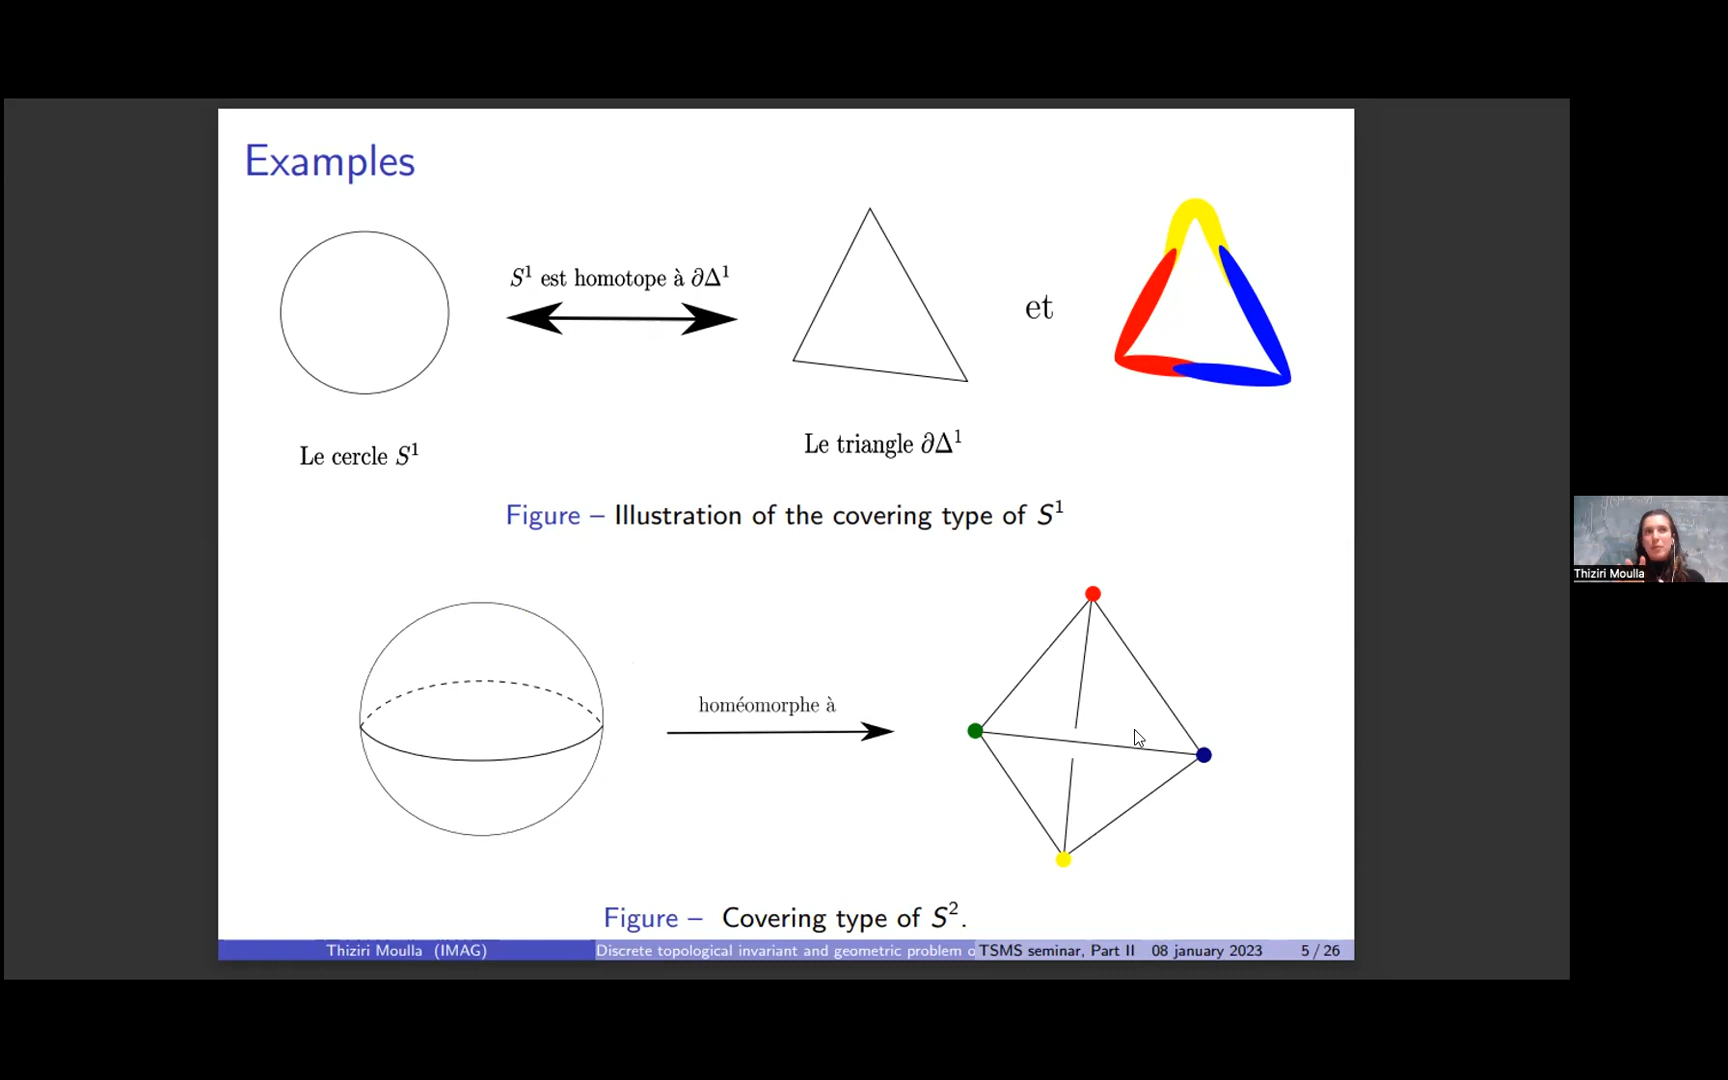 Examples
S¹ est homotope à ∂Δ¹
et
Le cercle S¹
Le triangle ∂Δ¹
Figure – Illustration of the covering type of S¹
homéomorphe à
Figure – Covering type of S².
Thiziri Moulla (IMAG) Discrete topological invariant and geometric problem o TSMS seminar, Part II 08 january 2023 5 / 26
Thiziri Moulla